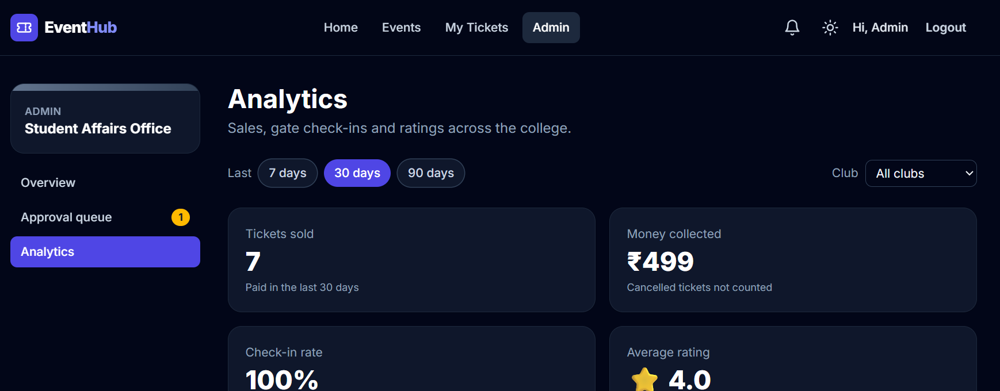 EventHub
Home Events My Tickets Admin
Hi, Admin Logout
ADMIN
Student Affairs Office
Overview
Approval queue 1
Analytics
Analytics
Sales, gate check-ins and ratings across the college.
Last 7 days 30 days 90 days
Club All clubs
Tickets sold
7
Paid in the last 30 days
Money collected
₹499
Cancelled tickets not counted
Check-in rate
100%
Average rating
4.0